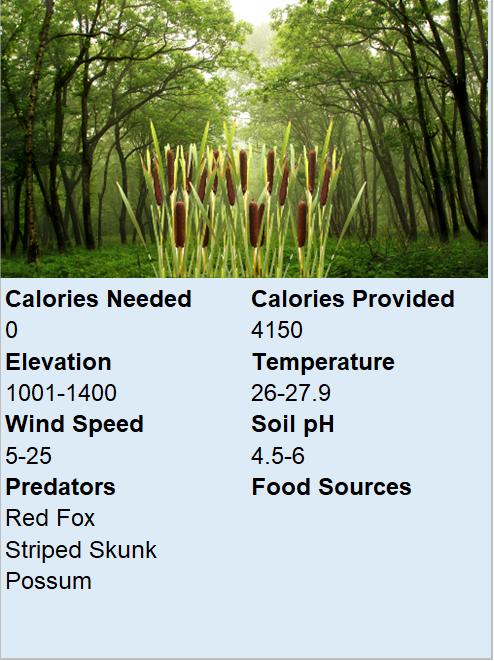 Calories Needed Calories Provided
0 4150
Elevation Temperature
1001-1400 26-27.9
Wind Speed Soil pH
5-25 4.5-6
Predators Food Sources
Red Fox
Striped Skunk
Possum